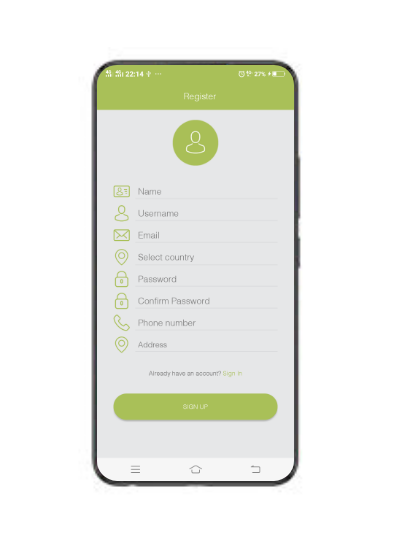 22:14
27%
Register
Name
Username
Email
Select country
Password
Confirm Password
Phone number
Address
Already have an account? Sign In
SIGN UP